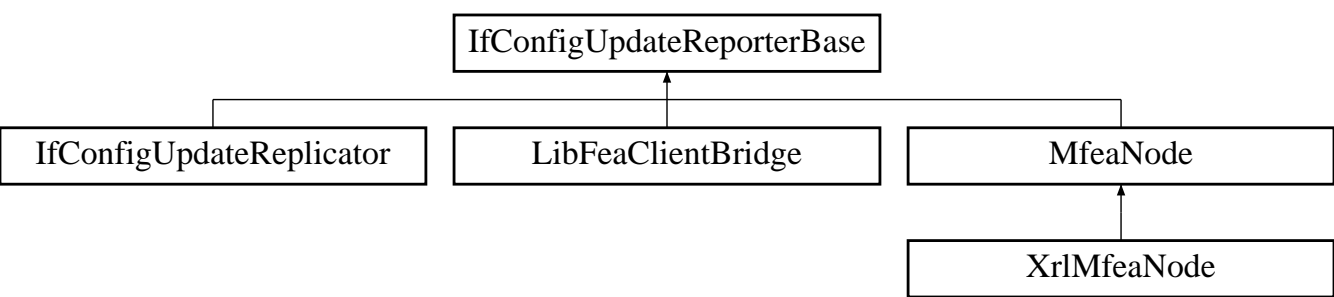 IfConfigUpdateReporterBase
IfConfigUpdateReplicator
LibFeaClientBridge
MfeaNode
XrlMfeaNode